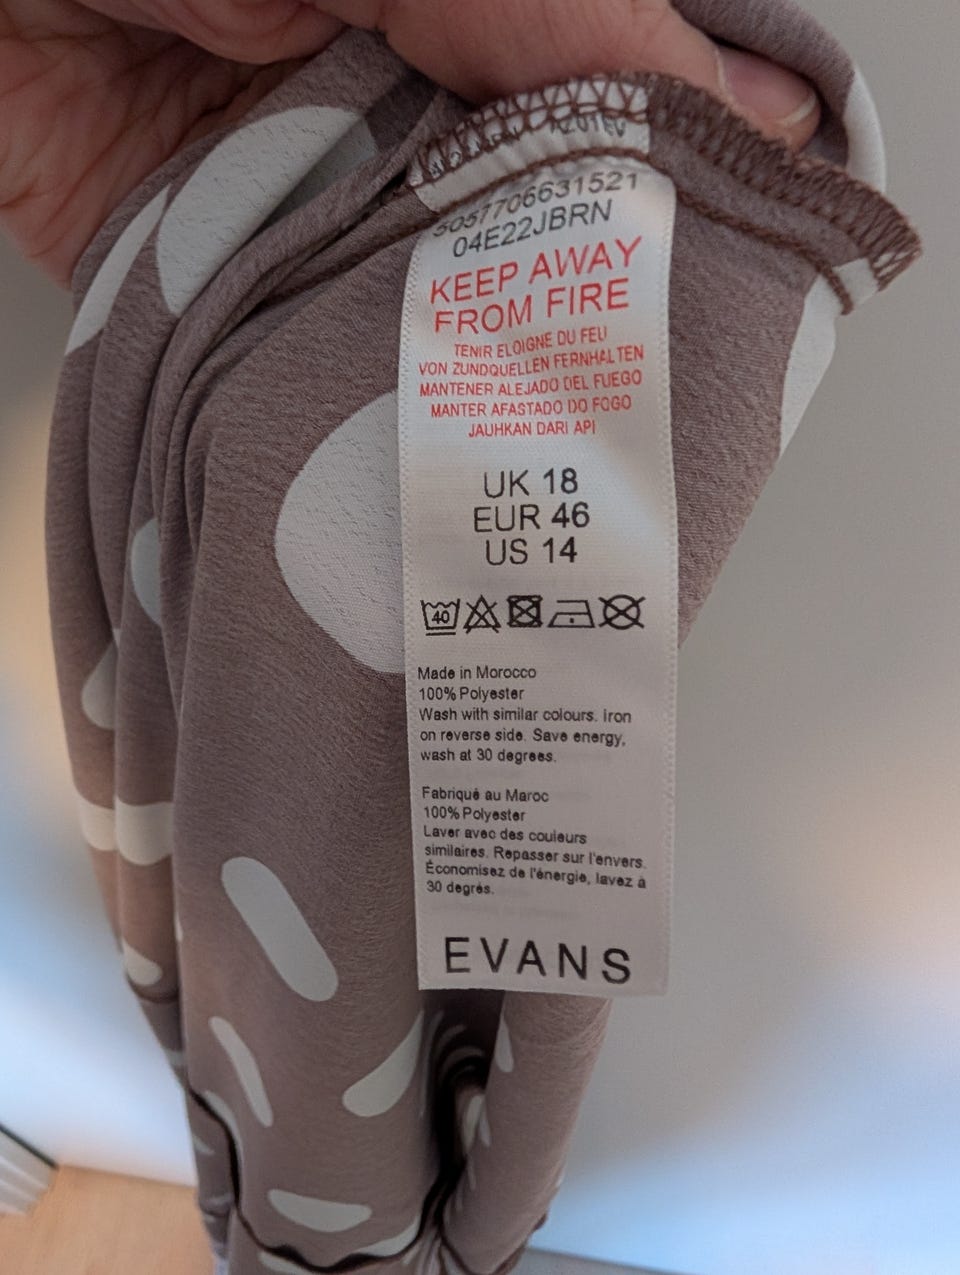 5057706631521
04E22JBRN
KEEP AWAY
FROM FIRE
TENIR ELOIGNE DU FEU
VON ZUNDQUELLEN FERNHALTEN
MANTENER ALEJADO DEL FUEGO
MANTER AFASTADO DO FOGO
JAUHKAN DARI API
UK 18
EUR 46
US 14
40
Made in Morocco
100% Polyester
Wash with similar colours. Iron
on reverse side. Save energy,
wash at 30 degrees.
Fabriqué au Maroc
100% Polyester
Laver avec des couleurs
similaires. Repasser sur l'envers.
Économisez de l'énergie, lavez à
30 degrés.
EVANS